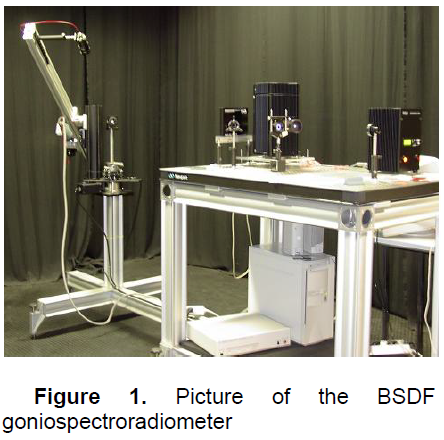 Figure 1. Picture of the BSDF
goniospectroradiometer